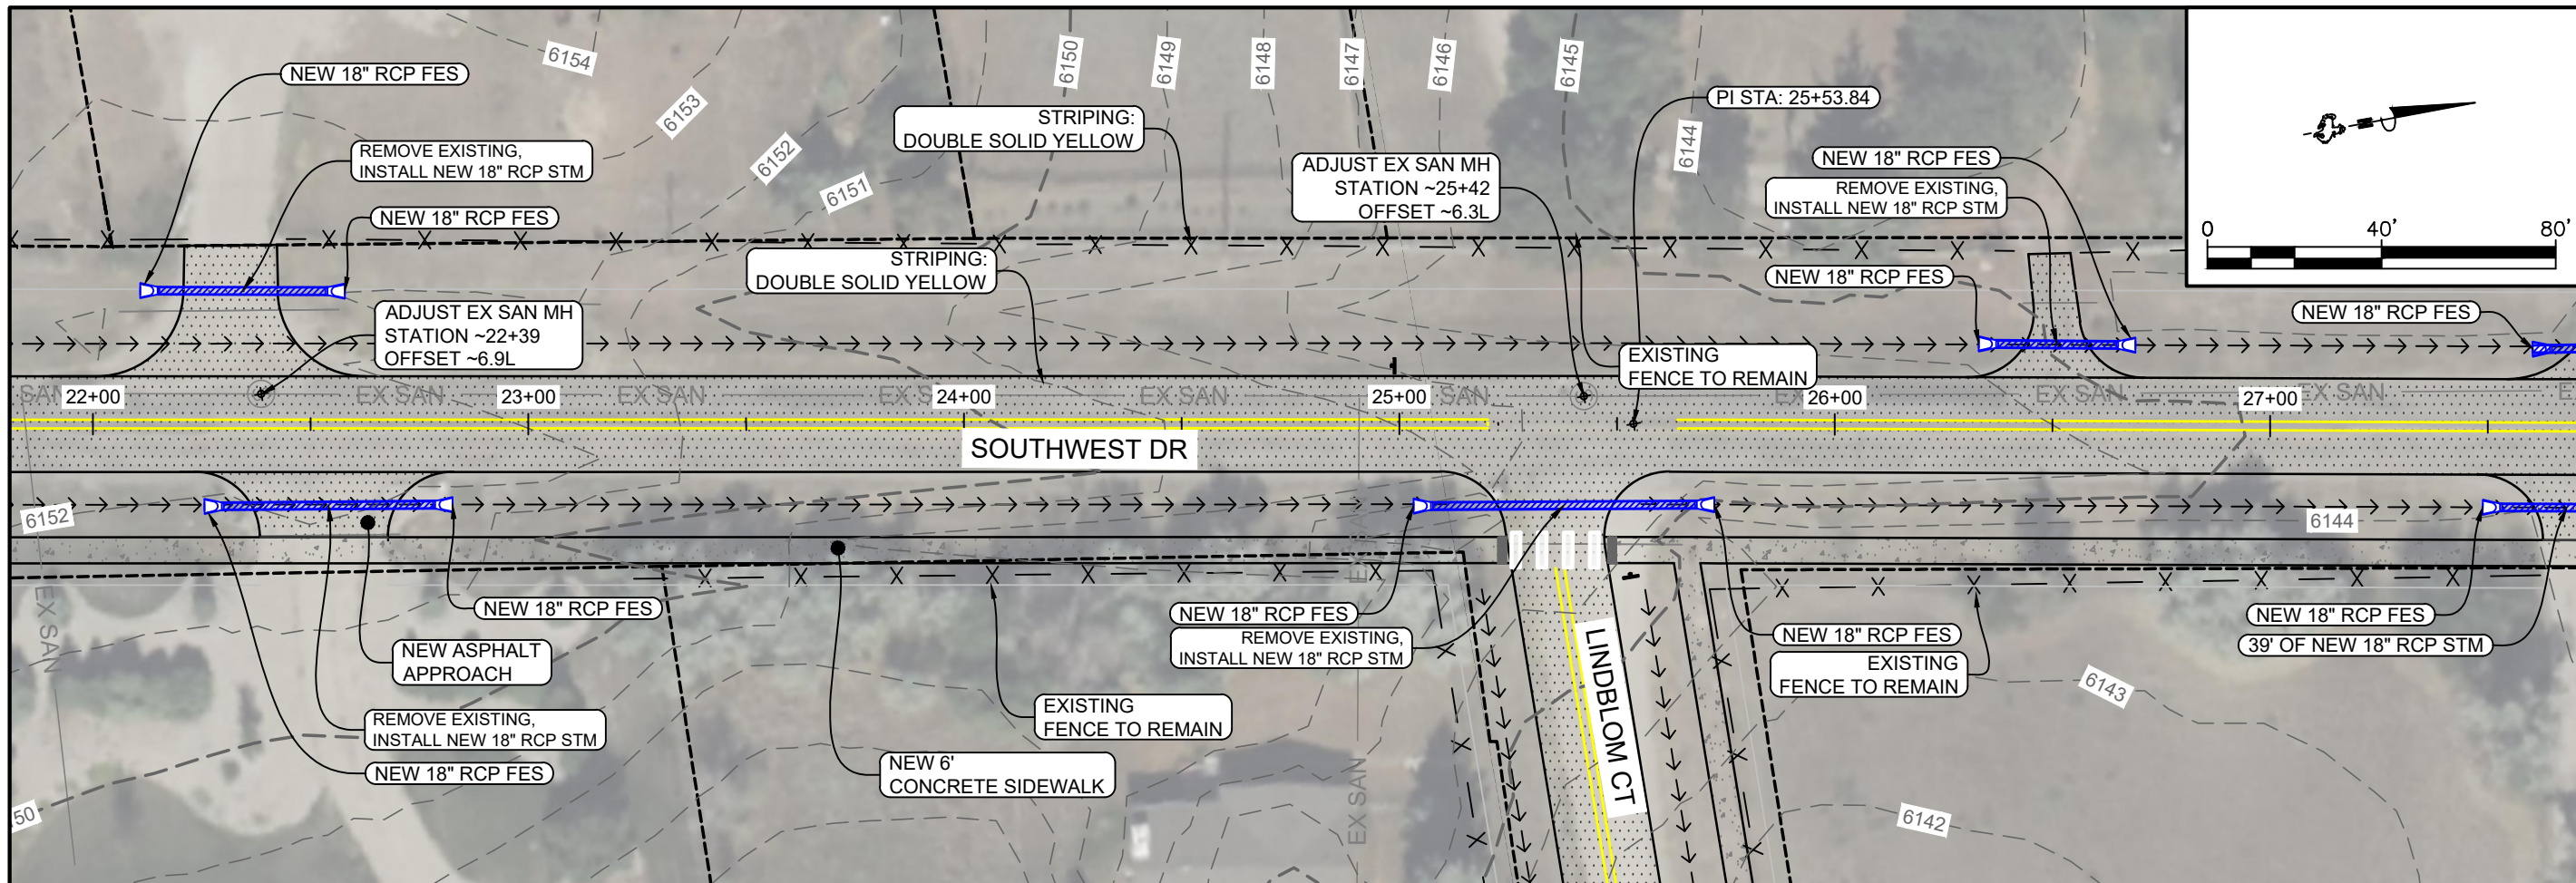 6154
NEW 18" RCP FES
6153
REMOVE EXISTING,
INSTALL NEW 18" RCP STM
6152
6151
NEW 18" RCP FES
STRIPING:
DOUBLE SOLID YELLOW
6150
6149
6148
6147
6146
6145
6144
PI STA: 25+53.84
ADJUST EX SAN MH
STATION ~25+42
OFFSET ~6.3L
NEW 18" RCP FES
REMOVE EXISTING,
INSTALL NEW 18" RCP STM
0
40'
80'
STRIPING:
DOUBLE SOLID YELLOW
NEW 18" RCP FES
NEW 18" RCP FES
ADJUST EX SAN MH
STATION ~22+39
OFFSET ~6.9L
EXISTING
FENCE TO REMAIN
SAN
22+00
EX SAN
23+00
EX SAN
EX S
24+00
EX SAN
25+00
SAN
EX
26+00
EX SAN
27+00
EX SAN
E
SOUTHWEST DR
6152
6144
EX SAN
NEW 18" RCP FES
NEW ASPHALT
APPROACH
REMOVE EXISTING,
INSTALL NEW 18" RCP STM
NEW 18" RCP FES
50
EXISTING
FENCE TO REMAIN
NEW 6'
CONCRETE SIDEWALK
NEW 18" RCP FES
REMOVE EXISTING,
INSTALL NEW 18" RCP STM
EX SAN
LINDBLOM CT
NEW 18" RCP FES
EXISTING
FENCE TO REMAIN
NEW 18" RCP FES
39' OF NEW 18" RCP STM
6143
6142